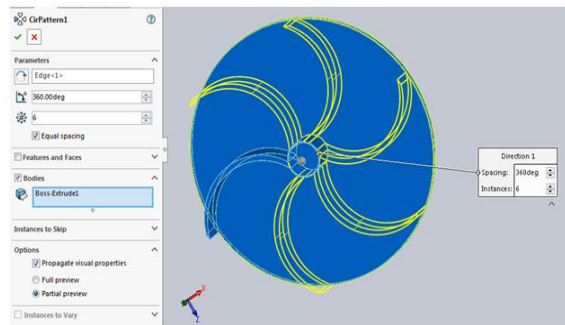 CirPattern1
Parameters
Edge<1>
360.00deg
6
Equal spacing
Features and Faces
Bodies
Boss-Extrude1
Instances to Skip
Options
Propagate visual properties
Full preview
Partial preview
Instances to Vary
Direction 1
Spacing: 360deg
Instances: 6
X
Z